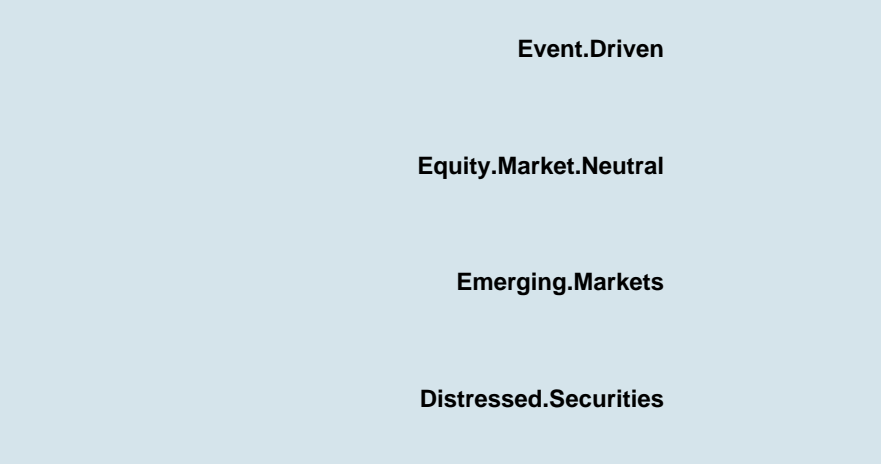 Event.Driven
Equity.Market.Neutral
Emerging.Markets
Distressed.Securities